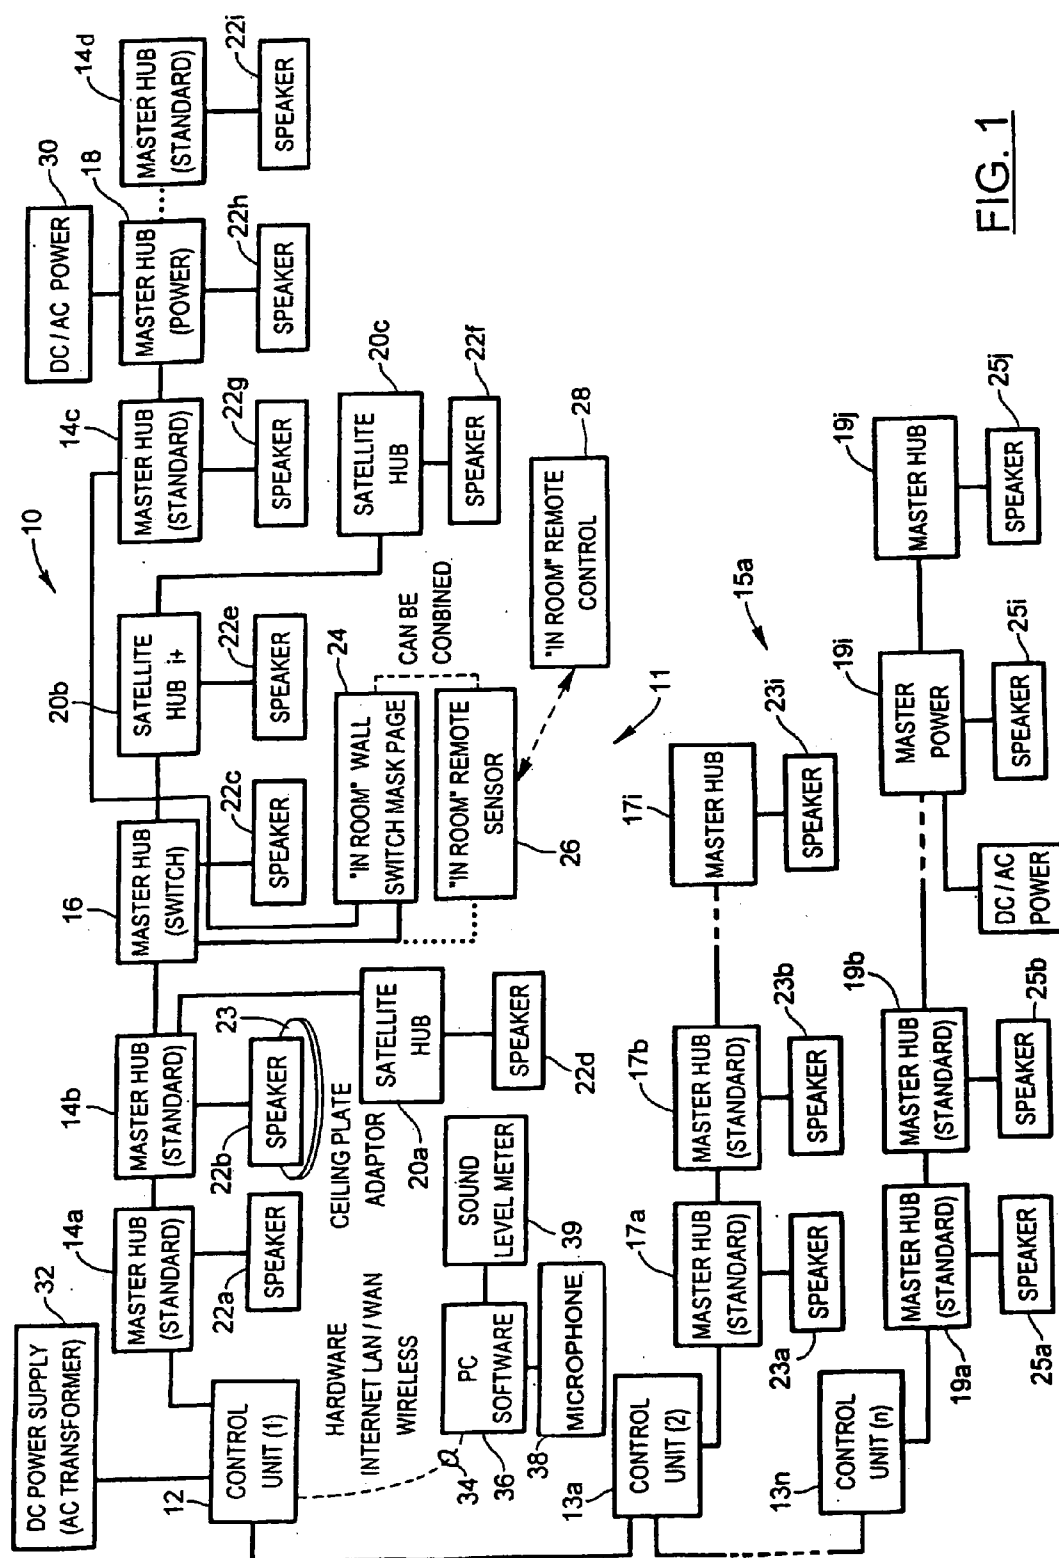 10
32
DC POWER SUPPLY
(AC TRANSFORMER)
14a
MASTER HUB
(STANDARD)
14b
MASTER HUB
(STANDARD)
16
MASTER HUB
(SWITCH)
20b
SATELLITE
HUB i+
14c
MASTER HUB
(STANDARD)
18
MASTER HUB
(POWER)
30
DC / AC POWER
14d
MASTER HUB
(STANDARD)
12
CONTROL
UNIT (1)
22a
SPEAKER
22b
SPEAKER
23
CEILING PLATE
ADAPTOR
22c
SPEAKER
22e
SPEAKER
22g
SPEAKER
22h
SPEAKER
22i
SPEAKER
HARDWARE
INTERNET LAN / WAN
WIRELESS
20a
SATELLITE
HUB
SPEAKER
22d
24
"IN ROOM" WALL
SWITCH MASK PAGE
CAN BE
CONBINED
"IN ROOM" REMOTE
SENSOR
26
20c
SATELLITE
HUB
22f
SPEAKER
28
"IN ROOM" REMOTE
CONTROL
11
34
PC
SOFTWARE
36
SOUND
LEVEL METER
39
MICROPHONE
38
13a
CONTROL
UNIT (2)
17a
MASTER HUB
(STANDARD)
17b
MASTER HUB
(STANDARD)
17i
MASTER HUB
15a
SPEAKER
23a
SPEAKER
23b
SPEAKER
23i
13n
CONTROL
UNIT (n)
19a
MASTER HUB
(STANDARD)
19b
MASTER HUB
(STANDARD)
19i
MASTER
POWER
19j
MASTER HUB
DC / AC
POWER
25a
SPEAKER
25b
SPEAKER
25i
SPEAKER
25j
SPEAKER
FIG. 1